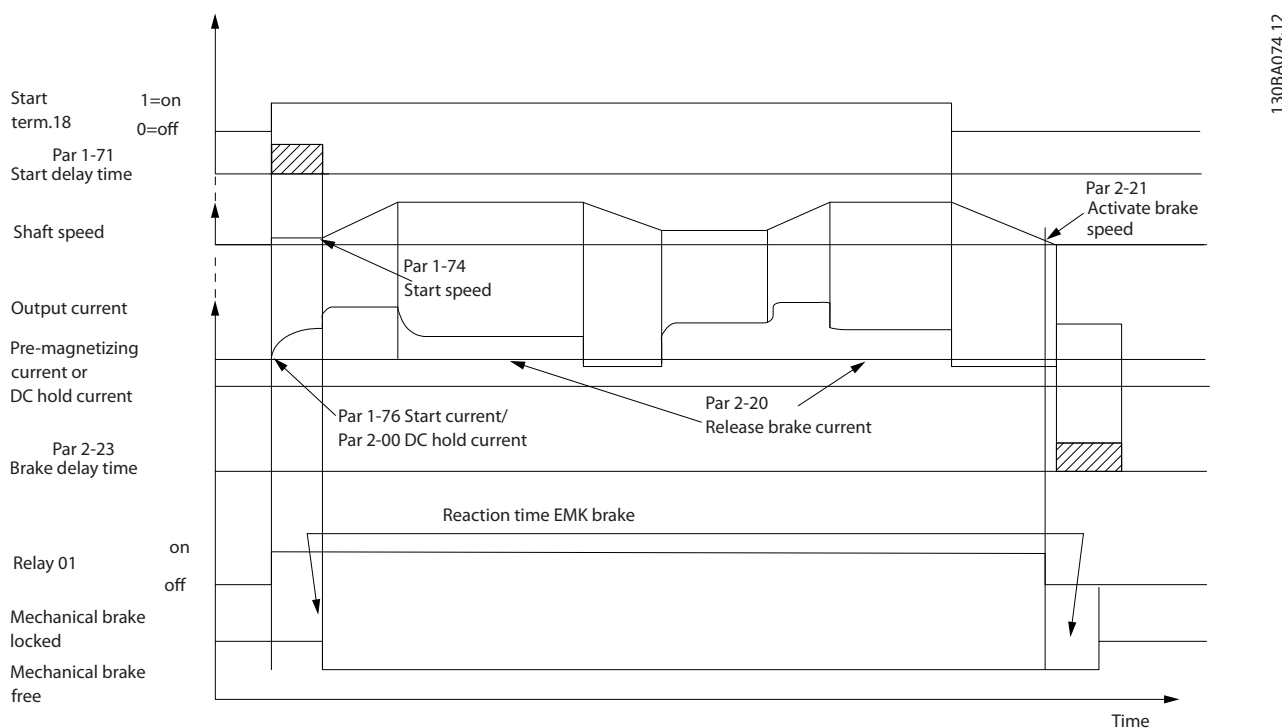 130BA074.12
Start 1=on
term.18 0=off
Par 1-71
Start delay time
Par 2-21
Activate brake
speed
Shaft speed
Par 1-74
Start speed
Output current
Pre-magnetizing
current or
DC hold current
Par 1-76 Start current/
Par 2-00 DC hold current
Par 2-20
Release brake current
Par 2-23
Brake delay time
Reaction time EMK brake
on
Relay 01
off
Mechanical brake
locked
Mechanical brake
free
Time